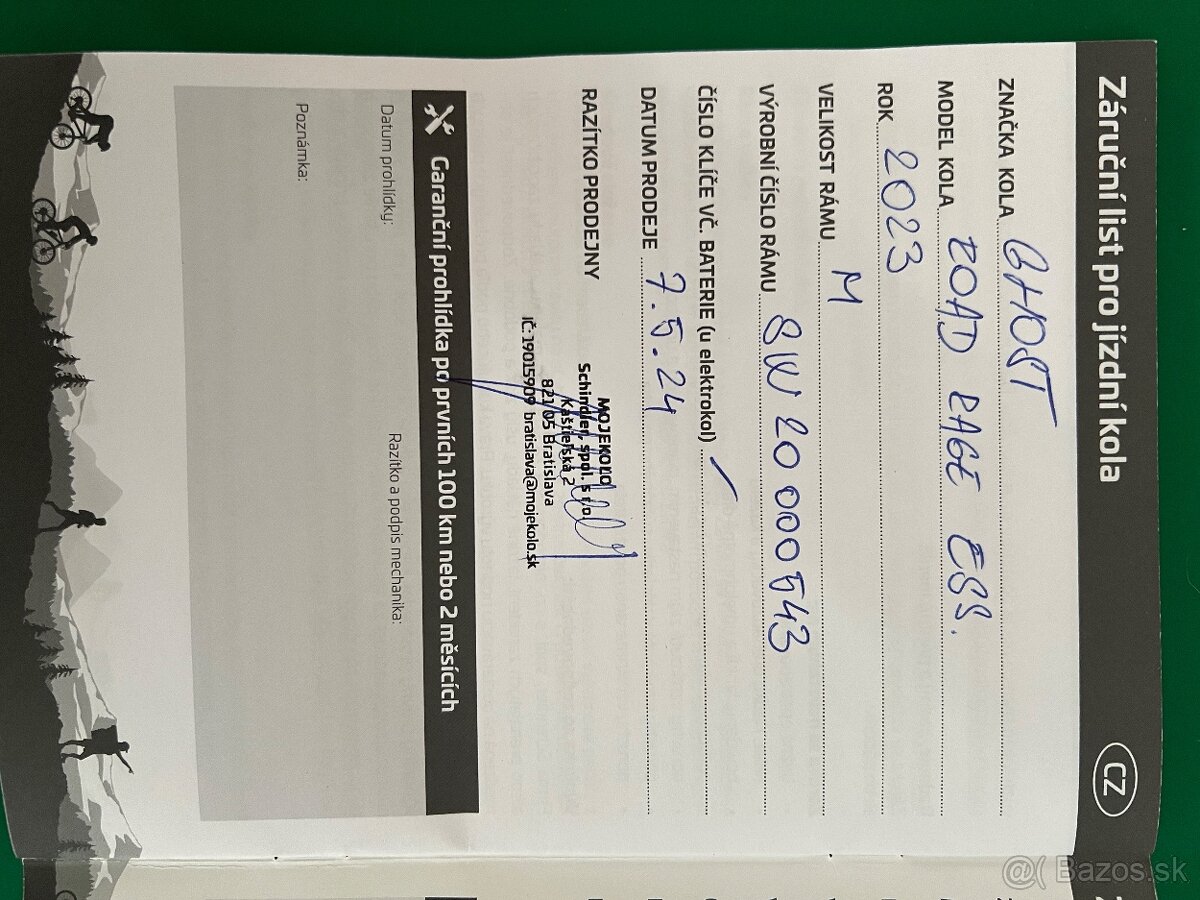 Záruční list pro jízdní kola CZ
ZNAČKA KOLA GHOST
MODEL KOLA ROAD RAGE ESS.
ROK 2023
VELIKOST RÁMU M
VÝROBNÍ ČÍSLO RÁMU 8W20000543
ČÍSLO KLÍČE VČ. BATERIE (u elektrokol)
DATUM PRODEJE 7.5.24
RAZÍTKO PRODEJNY
MOJEKOLO
Schindler, spol. s r.o.
Kaštieľská 2
821 05 Bratislava
IČ:19015909 bratislava@mojekolo.sk
Garanční prohlídka po prvních 100 km nebo 2 měsících
Datum prohlídky: Razítko a podpis mechanika:
Poznámka:
@( Bazos.sk